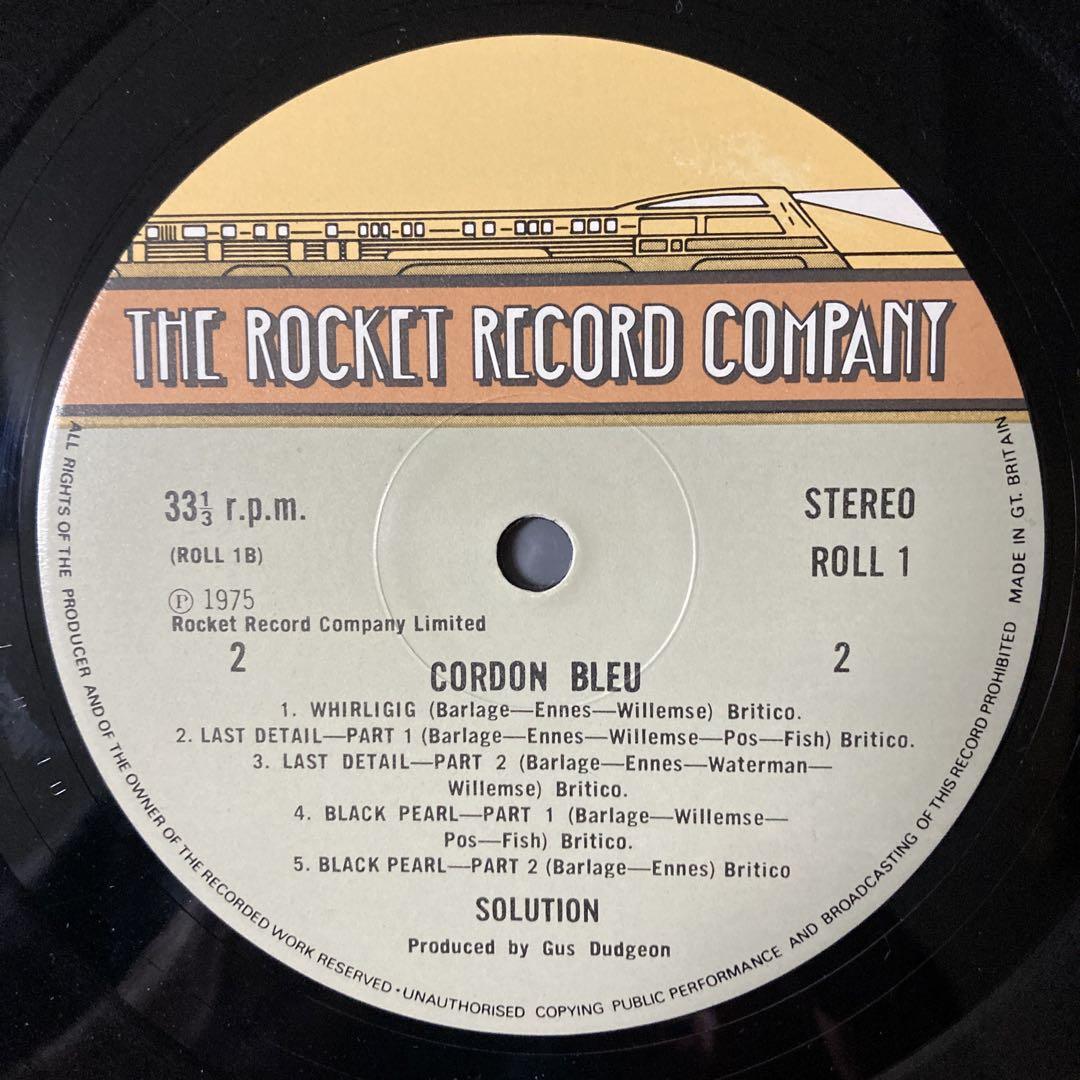 THE ROCKET RECORD COMPANY
33⅓ r.p.m.
STEREO
(ROLL 1B)
ROLL 1
Ⓟ 1975
Rocket Record Company Limited
2
2
CORDON BLEU
1. WHIRLIGIG (Barlage—Ennes—Willemse) Britico.
2. LAST DETAIL—PART 1 (Barlage—Ennes—Willemse—Pos—Fish) Britico.
3. LAST DETAIL—PART 2 (Barlage—Ennes—Waterman—
Willemse) Britico.
4. BLACK PEARL—PART 1 (Barlage—Willemse—
Pos—Fish) Britico.
5. BLACK PEARL—PART 2 (Barlage—Ennes) Britico
SOLUTION
Produced by Gus Dudgeon
ALL RIGHTS OF THE PRODUCER AND OF THE OWNER OF THE RECORDED WORK RESERVED · UNAUTHORISED COPYING PUBLIC PERFORMANCE AND BROADCASTING OF THIS RECORD PROHIBITED MADE IN GT. BRITAIN